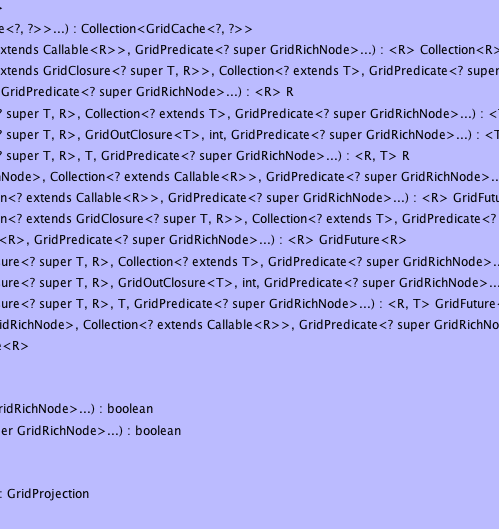 e<?, ?>>...) : Collection<GridCache<?, ?>>
xtends Callable<R>>, GridPredicate<? super GridRichNode>...) : <R> Collection<R>
xtends GridClosure<? super T, R>>, Collection<? extends T>, GridPredicate<? super
GridPredicate<? super GridRichNode>...) : <R> R
? super T, R>, Collection<? extends T>, GridPredicate<? super GridRichNode>...) : <
? super T, R>, GridOutClosure<T>, int, GridPredicate<? super GridRichNode>...) : <T
? super T, R>, T, GridPredicate<? super GridRichNode>...) : <R, T> R
hNode>, Collection<? extends Callable<R>>, GridPredicate<? super GridRichNode>...
n<? extends Callable<R>>, GridPredicate<? super GridRichNode>...) : <R> GridFutu
n<? extends GridClosure<? super T, R>>, Collection<? extends T>, GridPredicate<?
<R>, GridPredicate<? super GridRichNode>...) : <R> GridFuture<R>
ure<? super T, R>, Collection<? extends T>, GridPredicate<? super GridRichNode>...
ure<? super T, R>, GridOutClosure<T>, int, GridPredicate<? super GridRichNode>...
ure<? super T, R>, T, GridPredicate<? super GridRichNode>...) : <R, T> GridFuture<
idRichNode>, Collection<? extends Callable<R>>, GridPredicate<? super GridRichNo
e<R>
ridRichNode>...) : boolean
er GridRichNode>...) : boolean
: GridProjection